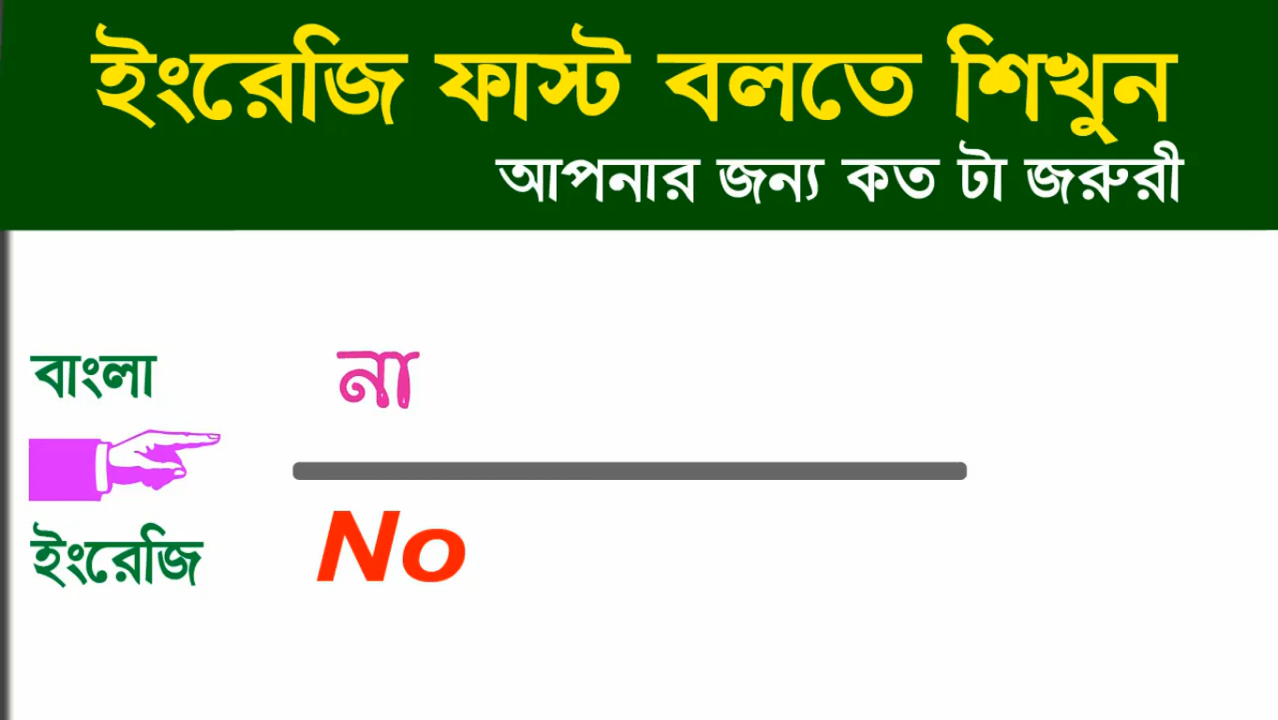 ইংরেজি ফাস্ট বলতে শিখুন
আপনার জন্য কত টা জরুরী
বাংলা
না
ইংরেজি
No